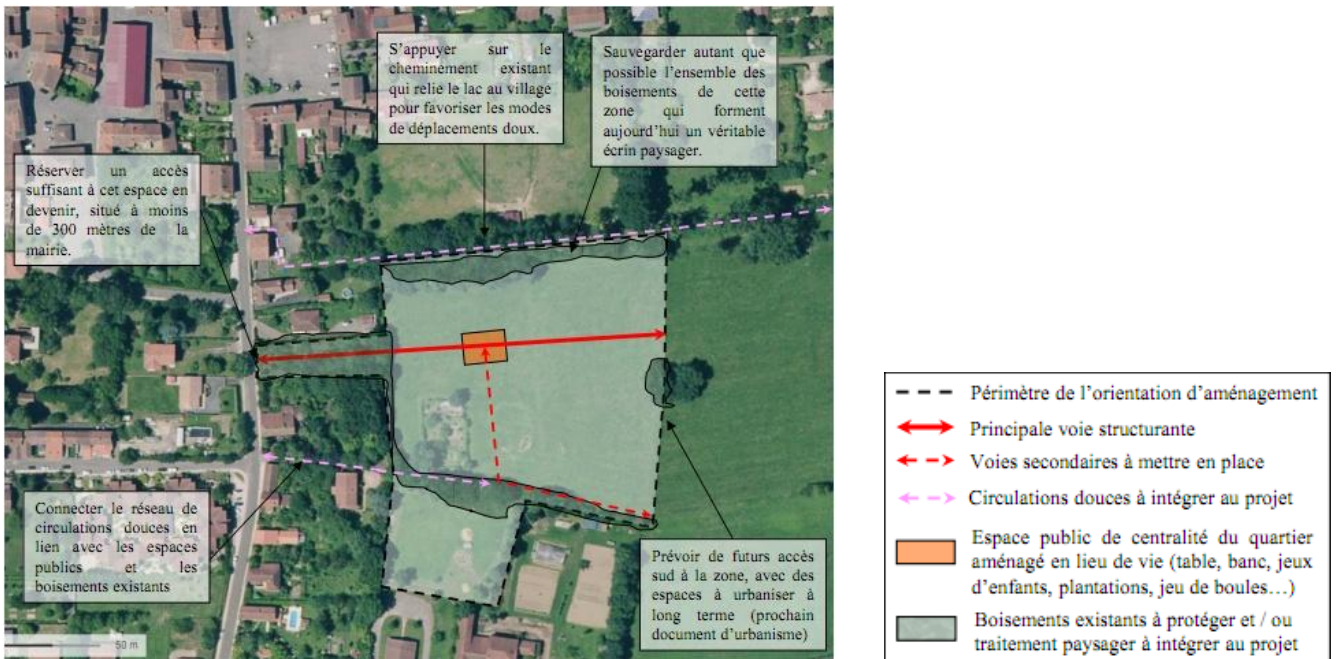 S'appuyer sur le
cheminement existant
qui relie le lac au village
pour favoriser les modes
de déplacements doux.
Sauvegarder autant que
possible l'ensemble des
boisements de cette
zone qui forment
aujourd'hui un véritable
écrin paysager.
Réserver un accès
suffisant à cet espace en
devenir, situé à moins
de 300 mètres de la
mairie.
Connecter le réseau de
circulations douces en
lien avec les espaces
publics et les
boisements existants
Prévoir de futurs accès
sud à la zone, avec des
espaces à urbaniser à
long terme (prochain
document d'urbanisme)
50 m
Périmètre de l'orientation d'aménagement
Principale voie structurante
Voies secondaires à mettre en place
Circulations douces à intégrer au projet
Espace public de centralité du quartier
aménagé en lieu de vie (table, banc, jeux
d'enfants, plantations, jeu de boules…)
Boisements existants à protéger et / ou
traitement paysager à intégrer au projet